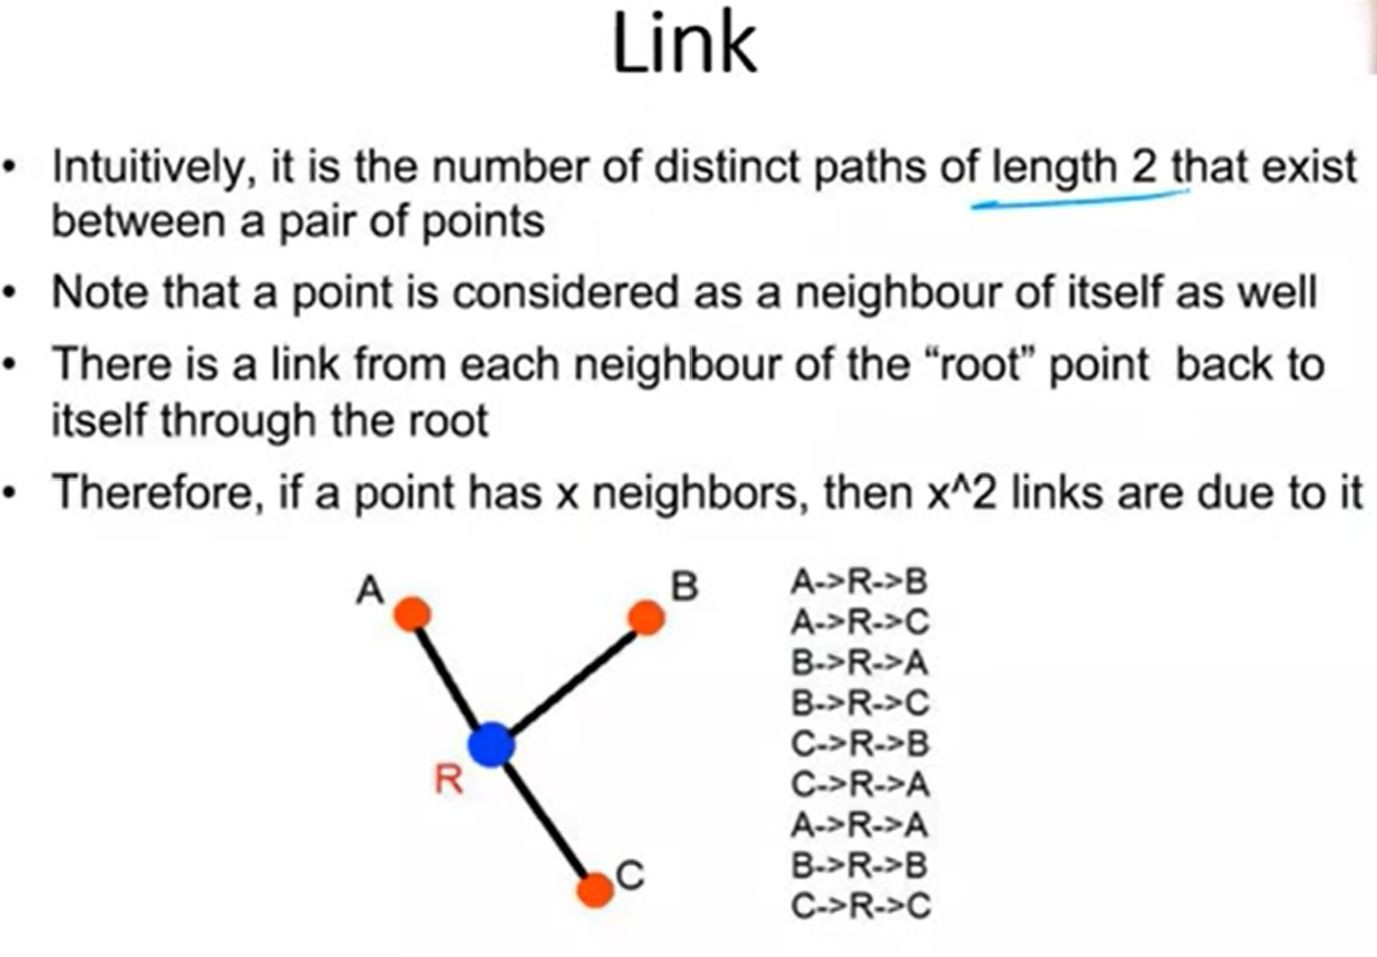 Link
• Intuitively, it is the number of distinct paths of length 2 that exist
between a pair of points
• Note that a point is considered as a neighbour of itself as well
• There is a link from each neighbour of the “root” point back to
itself through the root
• Therefore, if a point has x neighbors, then x^2 links are due to it
A
B
R
C
A->R->B
A->R->C
B->R->A
B->R->C
C->R->B
C->R->A
A->R->A
B->R->B
C->R->C